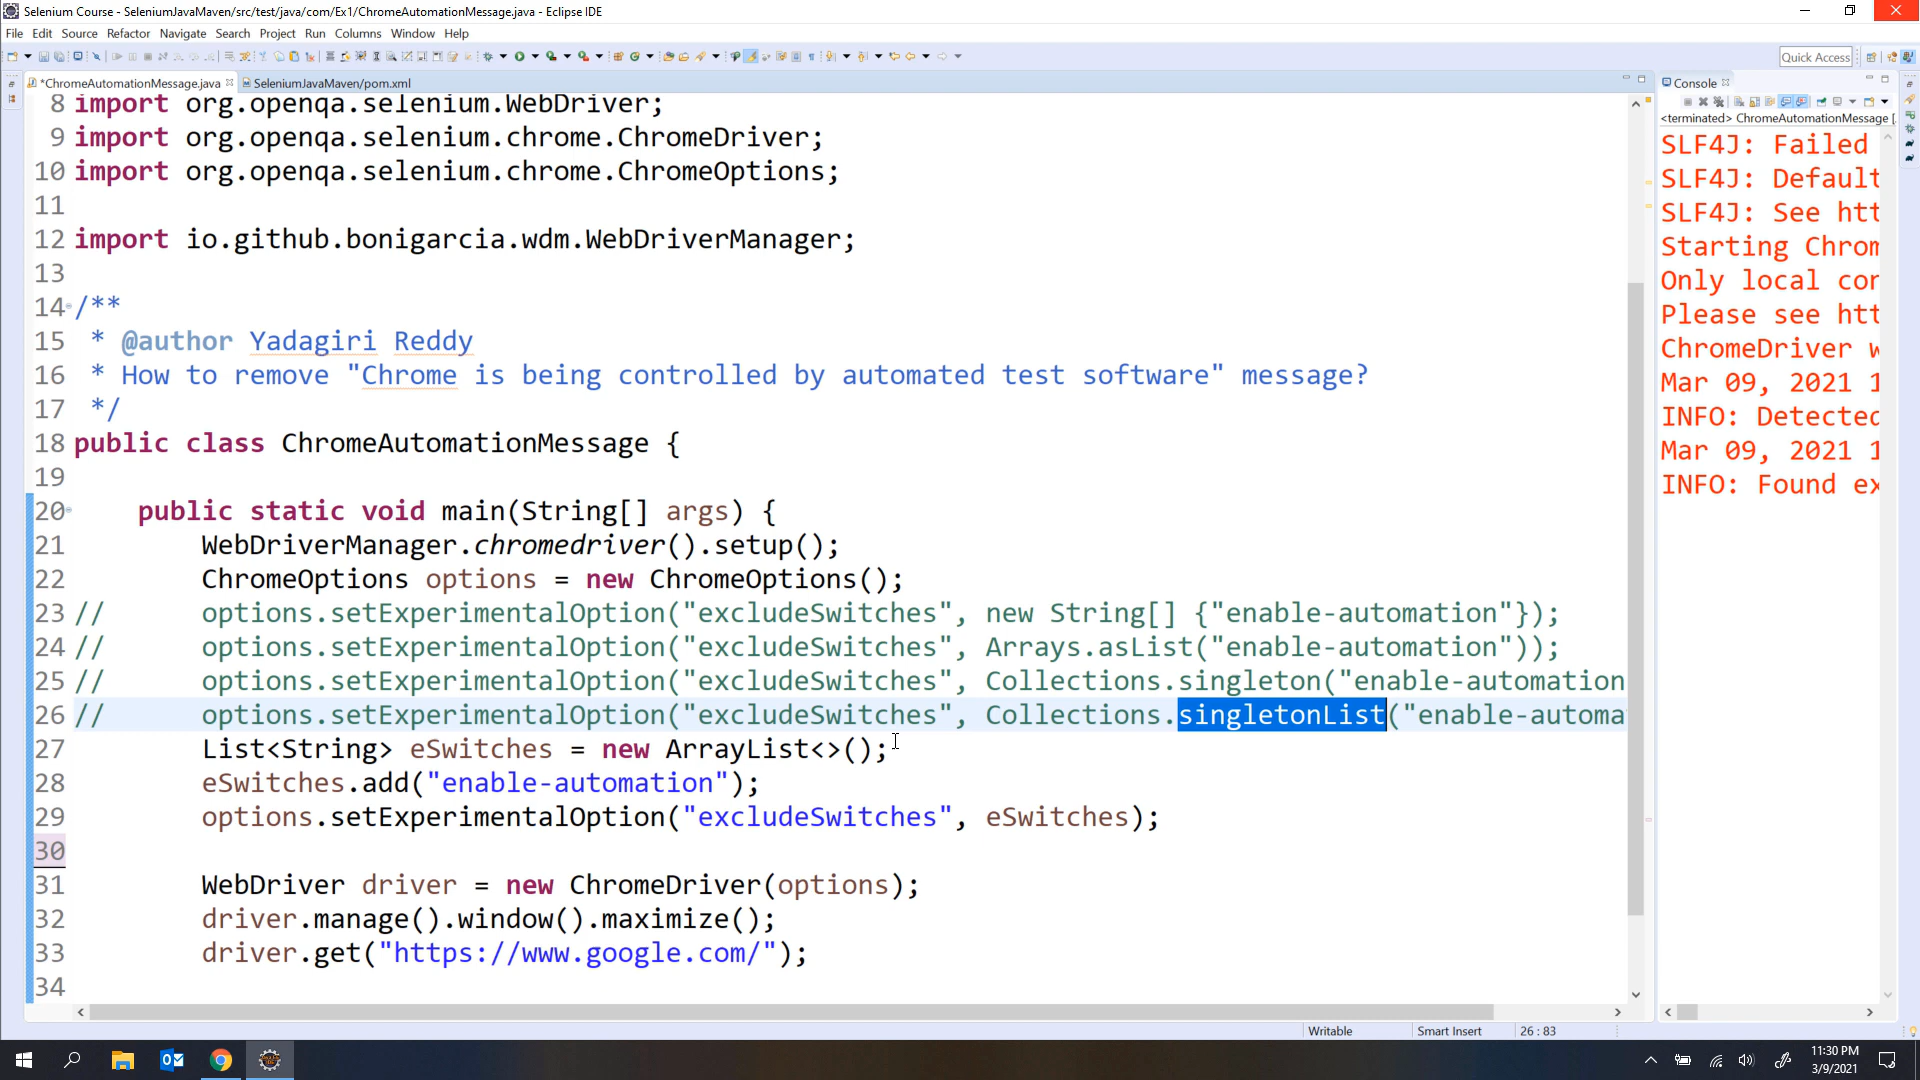 Selenium Course - SeleniumJavaMaven/src/test/java/com/Ex1/ChromeAutomationMessage.java - Eclipse IDE
File Edit Source Refactor Navigate Search Project Run Columns Window Help
Quick Access
*ChromeAutomationMessage.java SeleniumJavaMaven/pom.xml
8 import org.openqa.selenium.WebDriver;
9 import org.openqa.selenium.chrome.ChromeDriver;
10 import org.openqa.selenium.chrome.ChromeOptions;
11
12 import io.github.bonigarcia.wdm.WebDriverManager;
13
14 /**
15 * @author Yadagiri Reddy
16 * How to remove "Chrome is being controlled by automated test software" message?
17 */
18 public class ChromeAutomationMessage {
19
20 public static void main(String[] args) {
21 WebDriverManager.chromedriver().setup();
22 ChromeOptions options = new ChromeOptions();
23 // options.setExperimentalOption("excludeSwitches", new String[] {"enable-automation"});
24 // options.setExperimentalOption("excludeSwitches", Arrays.asList("enable-automation"));
25 // options.setExperimentalOption("excludeSwitches", Collections.singleton("enable-automation
26 // options.setExperimentalOption("excludeSwitches", Collections.singletonList("enable-automa
27 List<String> eSwitches = new ArrayList<>();
28 eSwitches.add("enable-automation");
29 options.setExperimentalOption("excludeSwitches", eSwitches);
30
31 WebDriver driver = new ChromeDriver(options);
32 driver.manage().window().maximize();
33 driver.get("https://www.google.com/");
34
Console
<terminated> ChromeAutomationMessage [
SLF4J: Failed
SLF4J: Default
SLF4J: See htt
Starting Chrom
Only local con
Please see htt
ChromeDriver w
Mar 09, 2021 1
INFO: Detected
Mar 09, 2021 1
INFO: Found ex
Writable Smart Insert 26 : 83
11:30 PM
3/9/2021